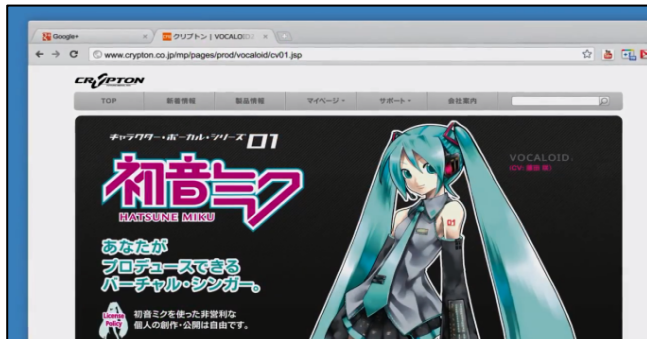 Google+
クリプトン | VOCALOID
www.crypton.co.jp/mp/pages/prod/vocaloid/cv01.jsp
CRYPTON
TOP 新着情報 製品情報 マイページ サポート 会社案内
キャラクター・ボーカル・シリーズ 01
初音ミク
HATSUNE MIKU
VOCALOID
01
あなたが
プロデュースできる
バーチャル・シンガー。
License
Policy
初音ミクを使った非営利な
個人の創作・公開は自由です。